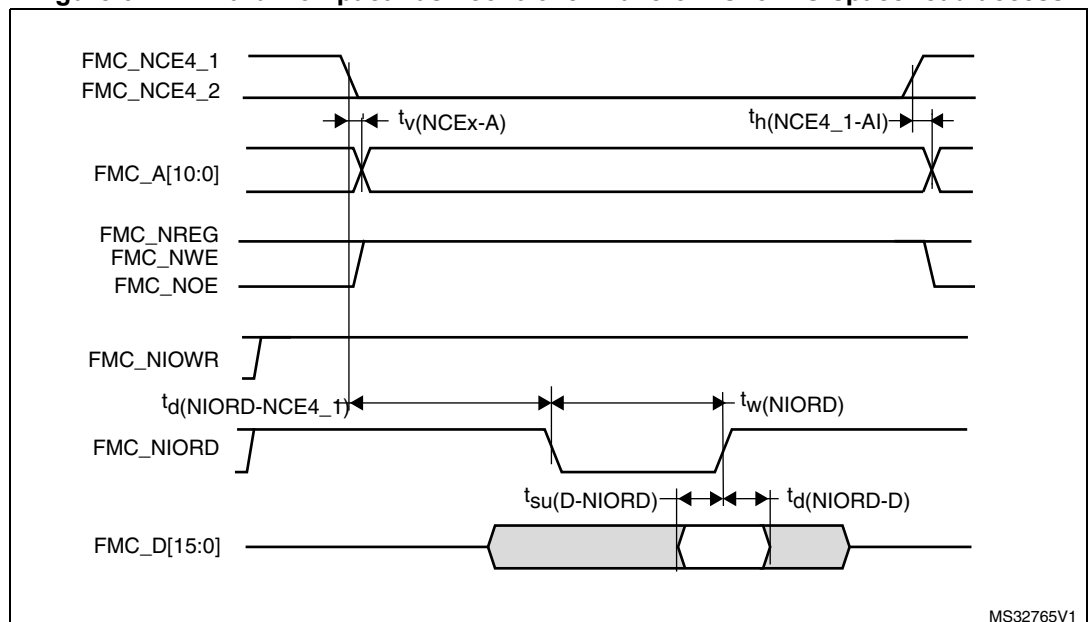 FMC_NCE4_1
FMC_NCE4_2
tv(NCEx-A)
th(NCE4_1-AI)
FMC_A[10:0]
FMC_NREG
FMC_NWE
FMC_NOE
FMC_NIOWR
td(NIORD-NCE4_1)
tw(NIORD)
FMC_NIORD
tsu(D-NIORD)
td(NIORD-D)
FMC_D[15:0]
MS32765V1